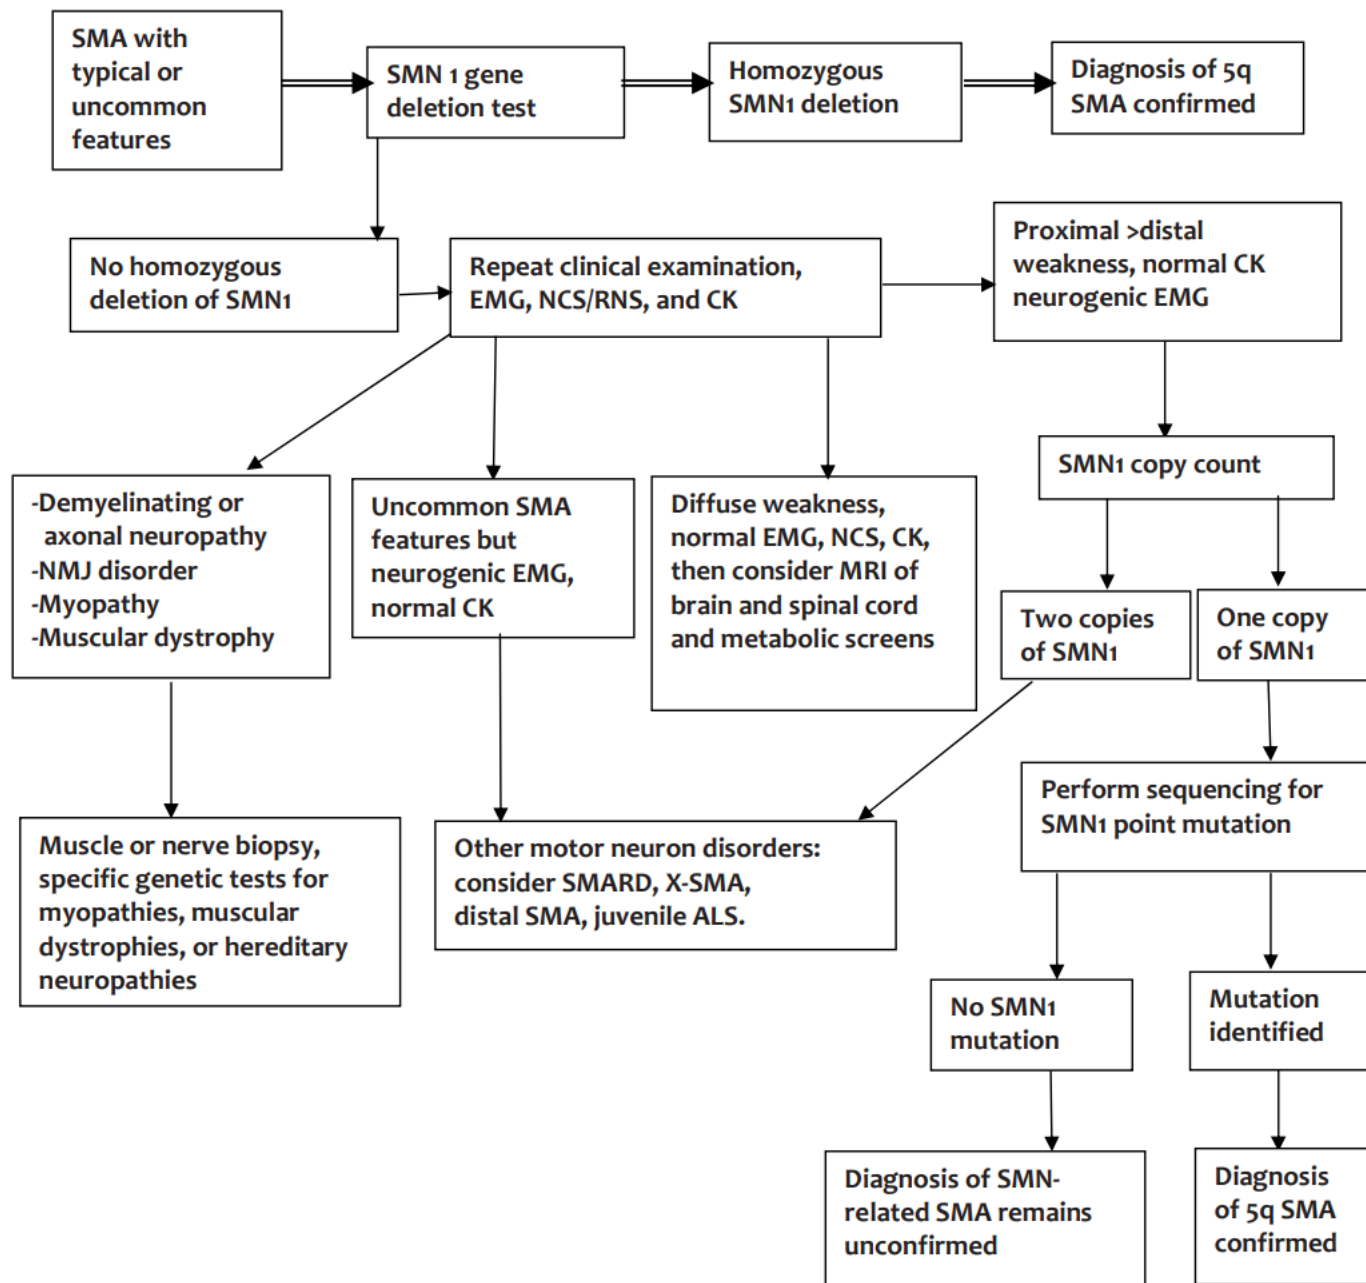 SMA with
typical or
uncommon
features
SMN 1 gene
deletion test
Homozygous
SMN1 deletion
Diagnosis of 5q
SMA confirmed
No homozygous
deletion of SMN1
Repeat clinical examination,
EMG, NCS/RNS, and CK
Proximal >distal
weakness, normal CK
neurogenic EMG
SMN1 copy count
-Demyelinating or
axonal neuropathy
-NMJ disorder
-Myopathy
-Muscular dystrophy
Uncommon SMA
features but
neurogenic EMG,
normal CK
Diffuse weakness,
normal EMG, NCS, CK,
then consider MRI of
brain and spinal cord
and metabolic screens
Two copies
of SMN1
One copy
of SMN1
Perform sequencing for
SMN1 point mutation
Muscle or nerve biopsy,
specific genetic tests for
myopathies, muscular
dystrophies, or hereditary
neuropathies
Other motor neuron disorders:
consider SMARD, X-SMA,
distal SMA, juvenile ALS.
No SMN1
mutation
Mutation
identified
Diagnosis of SMN-
related SMA remains
unconfirmed
Diagnosis
of 5q SMA
confirmed